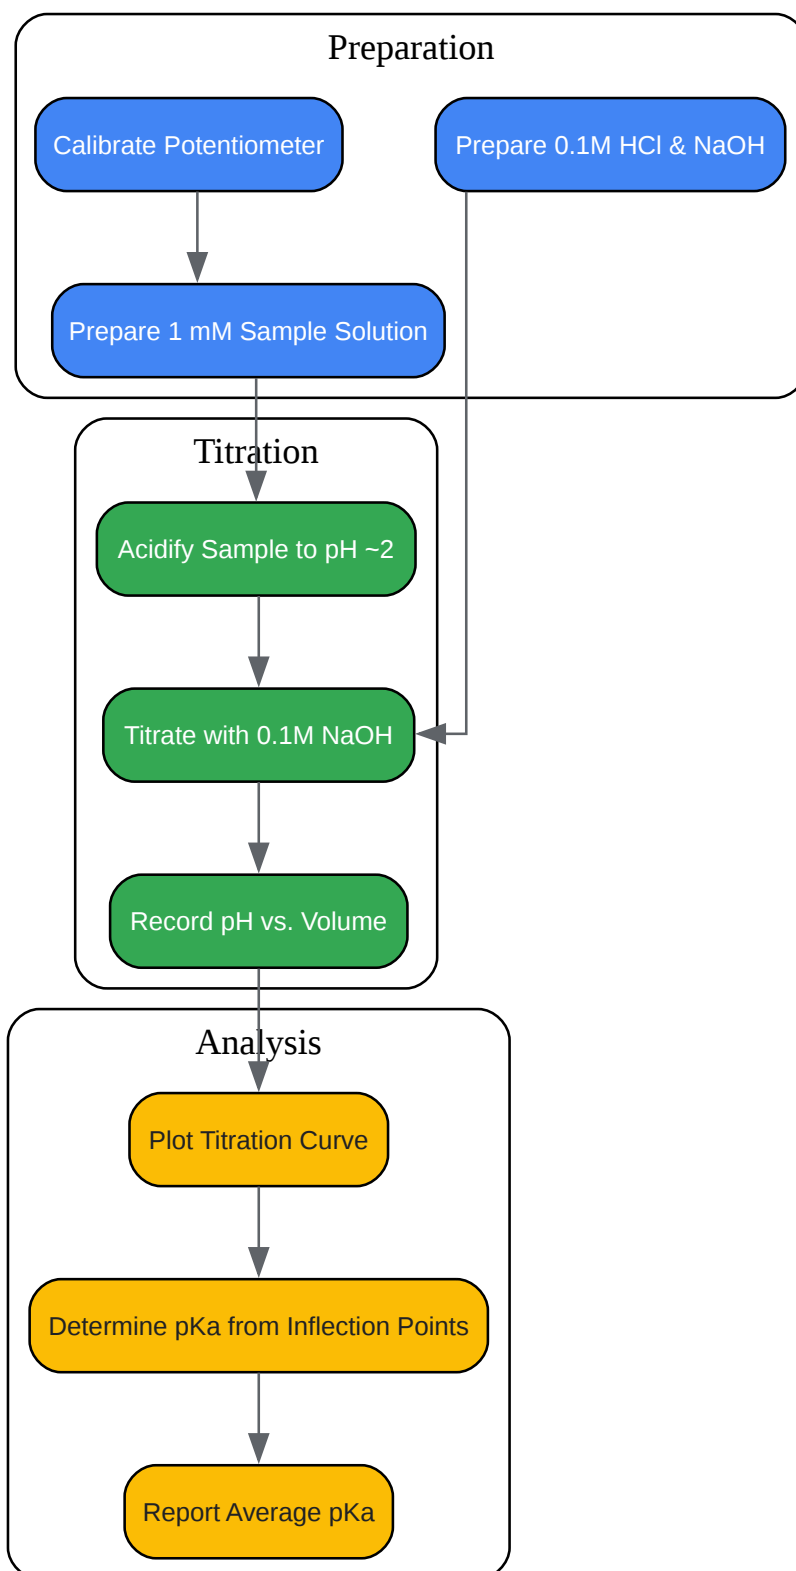 Preparation
Calibrate Potentiometer
Prepare 0.1M HCl & NaOH
Prepare 1 mM Sample Solution
Titration
Acidify Sample to pH ~2
Titrate with 0.1M NaOH
Record pH vs. Volume
Analysis
Plot Titration Curve
Determine pKa from Inflection Points
Report Average pKa